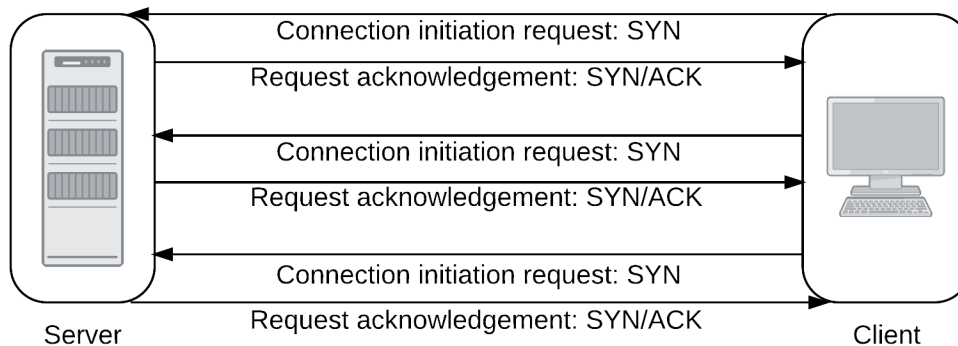 Connection initiation request: SYN
Request acknowledgement: SYN/ACK
Connection initiation request: SYN
Request acknowledgement: SYN/ACK
Connection initiation request: SYN
Request acknowledgement: SYN/ACK
Server
Client